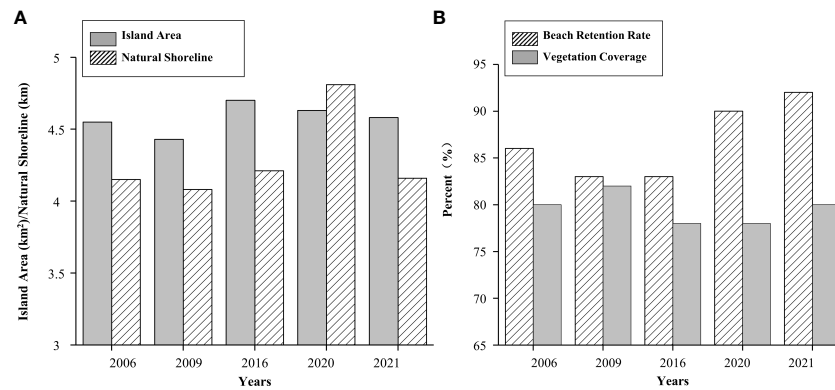 A
Island Area
Natural Shoreline
Island Area (km²)/Natural Shoreline (km)
5
4.5
4
3.5
3
2006 2009 2016 2020 2021
Years
B
Beach Retention Rate
Vegetation Coverage
Percent（%）
95
90
85
80
75
70
65
2006 2009 2016 2020 2021
Years